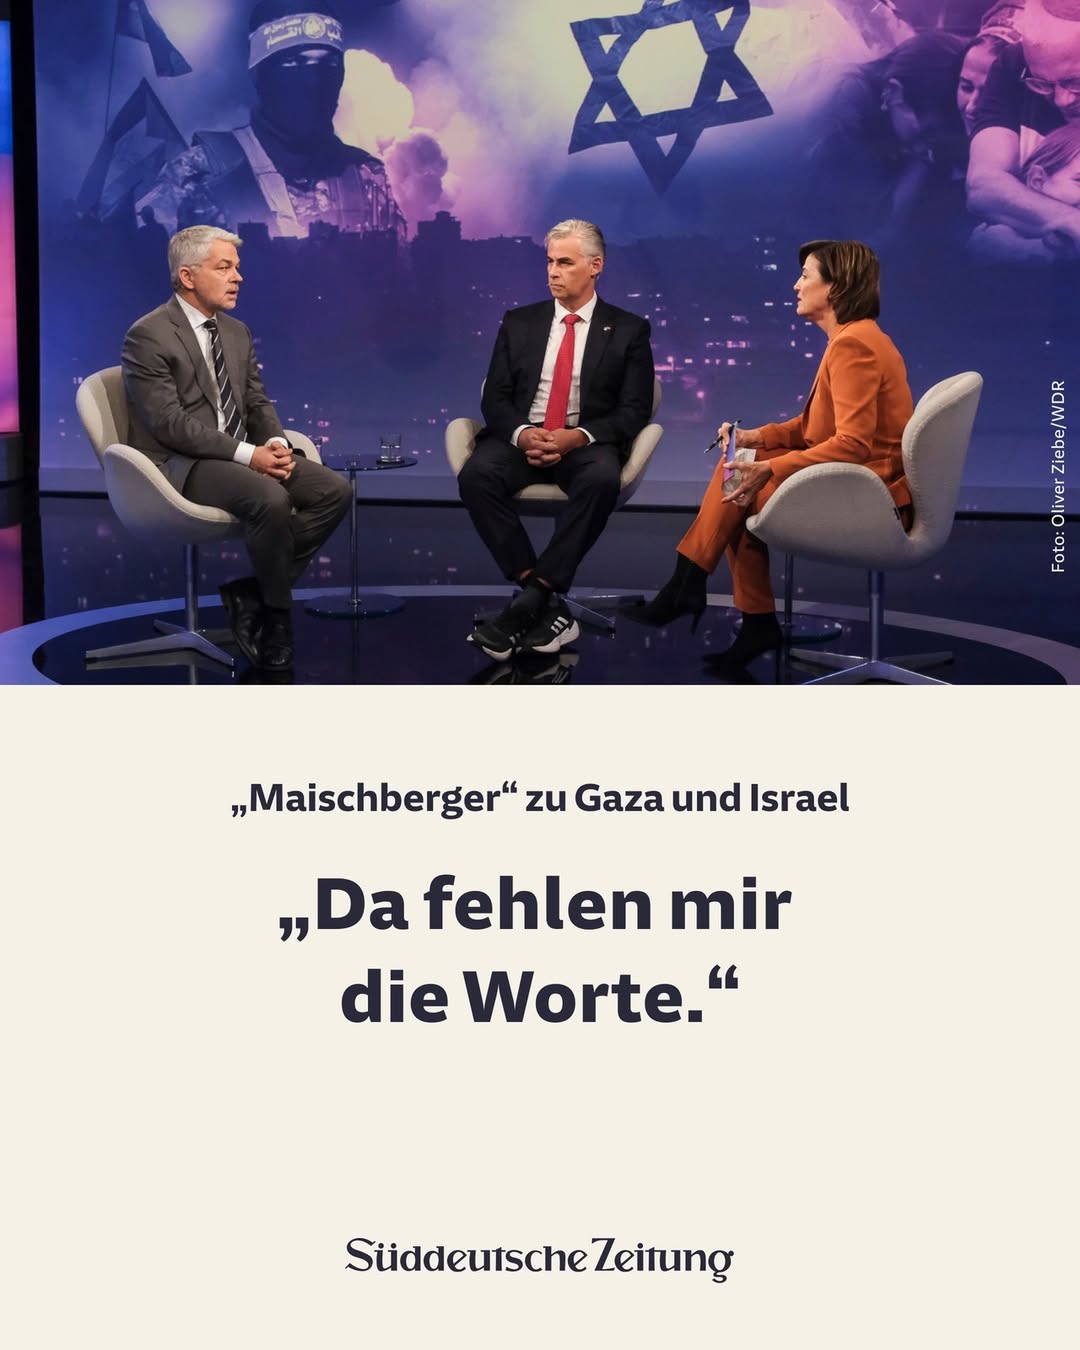 Foto: Oliver Ziebe/WDR
„Maischberger“ zu Gaza und Israel
„Da fehlen mir
die Worte.“
Süddeutsche Zeitung